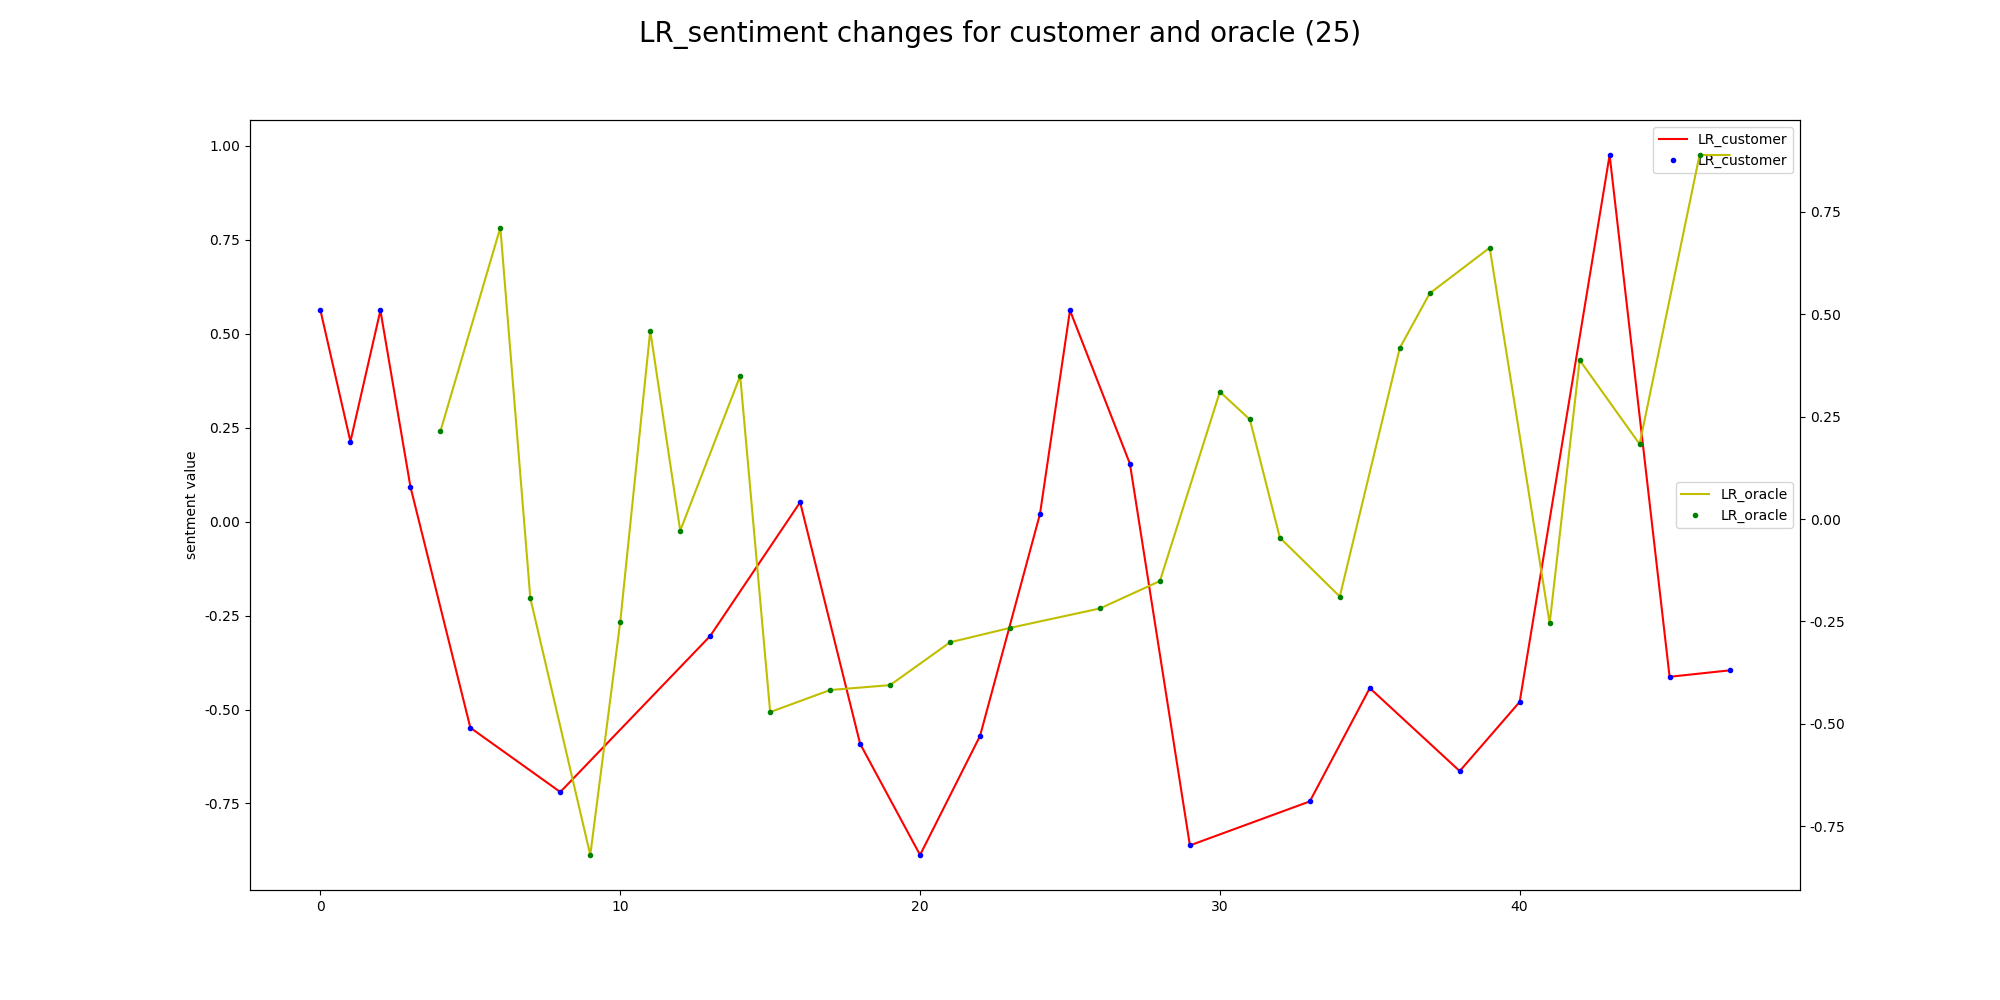 LR_sentiment changes for customer and oracle (25)
1.00
0.75
0.50
0.25
0.00
-0.25
-0.50
-0.75
sentment value
LR_customer
LR_customer
LR_oracle
LR_oracle
0.75
0.50
0.25
0.00
-0.25
-0.50
-0.75
0 10 20 30 40